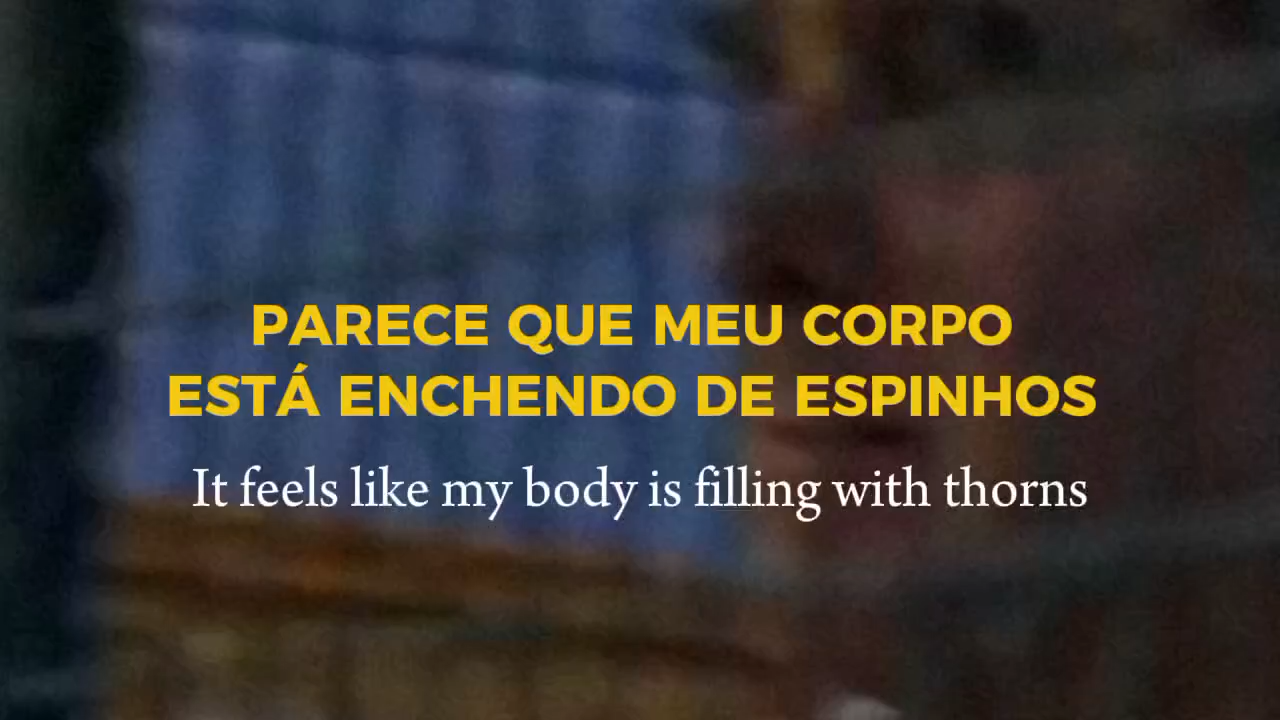 PARECE QUE MEU CORPO
ESTÁ ENCHENDO DE ESPINHOS
It feels like my body is filling with thorns